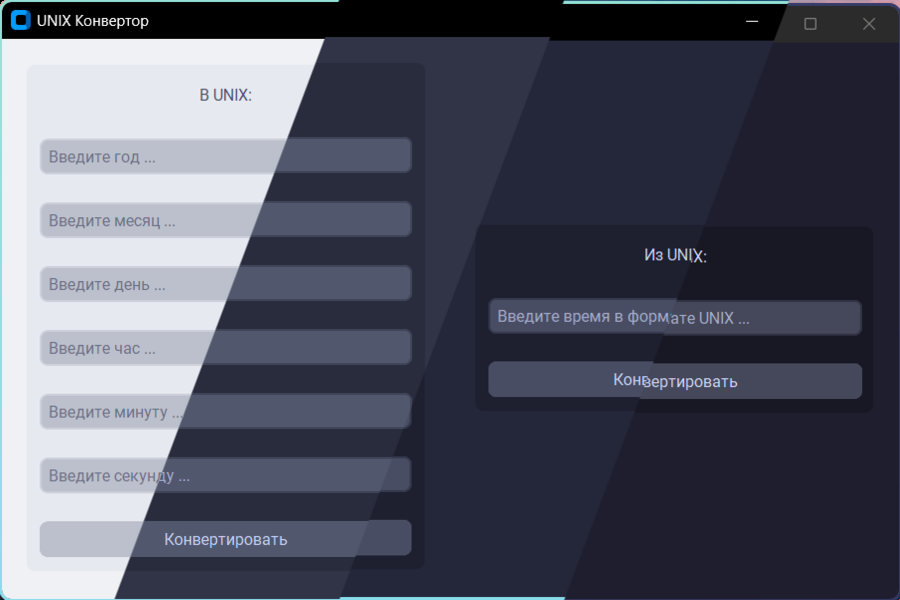 UNIX Конвертор
В UNIX:
Введите год ...
Введите месяц ...
Введите день ...
Введите час ...
Введите минуту ...
Введите секунду ...
Конвертировать
Из UNIX:
Введите время в формате UNIX ...
Конвертировать